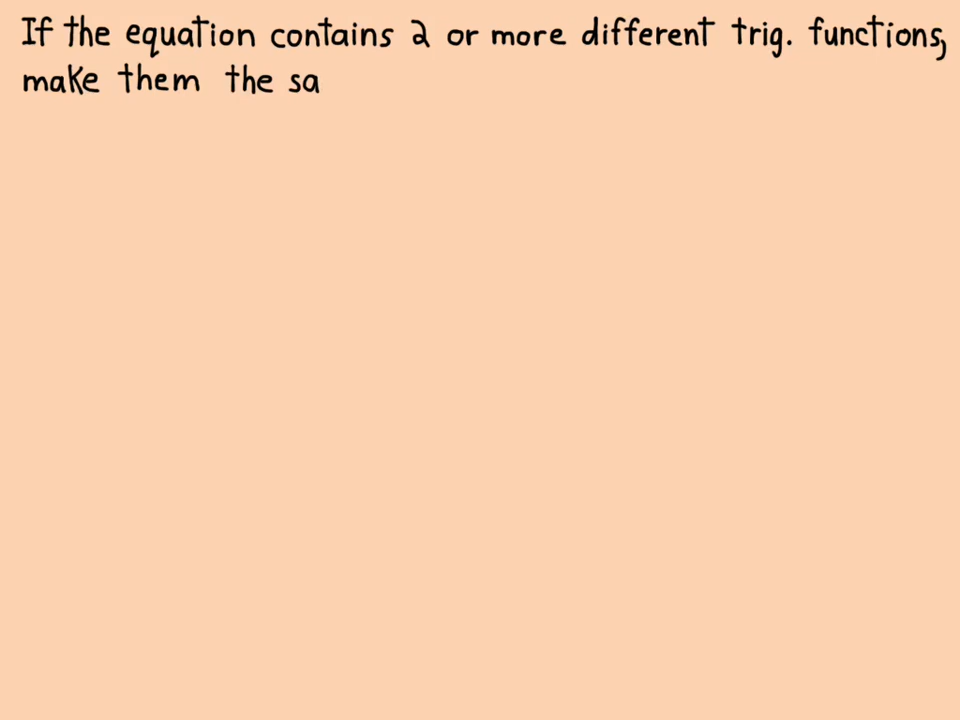 If the equation contains 2 or more different trig. functions,
make them the sa